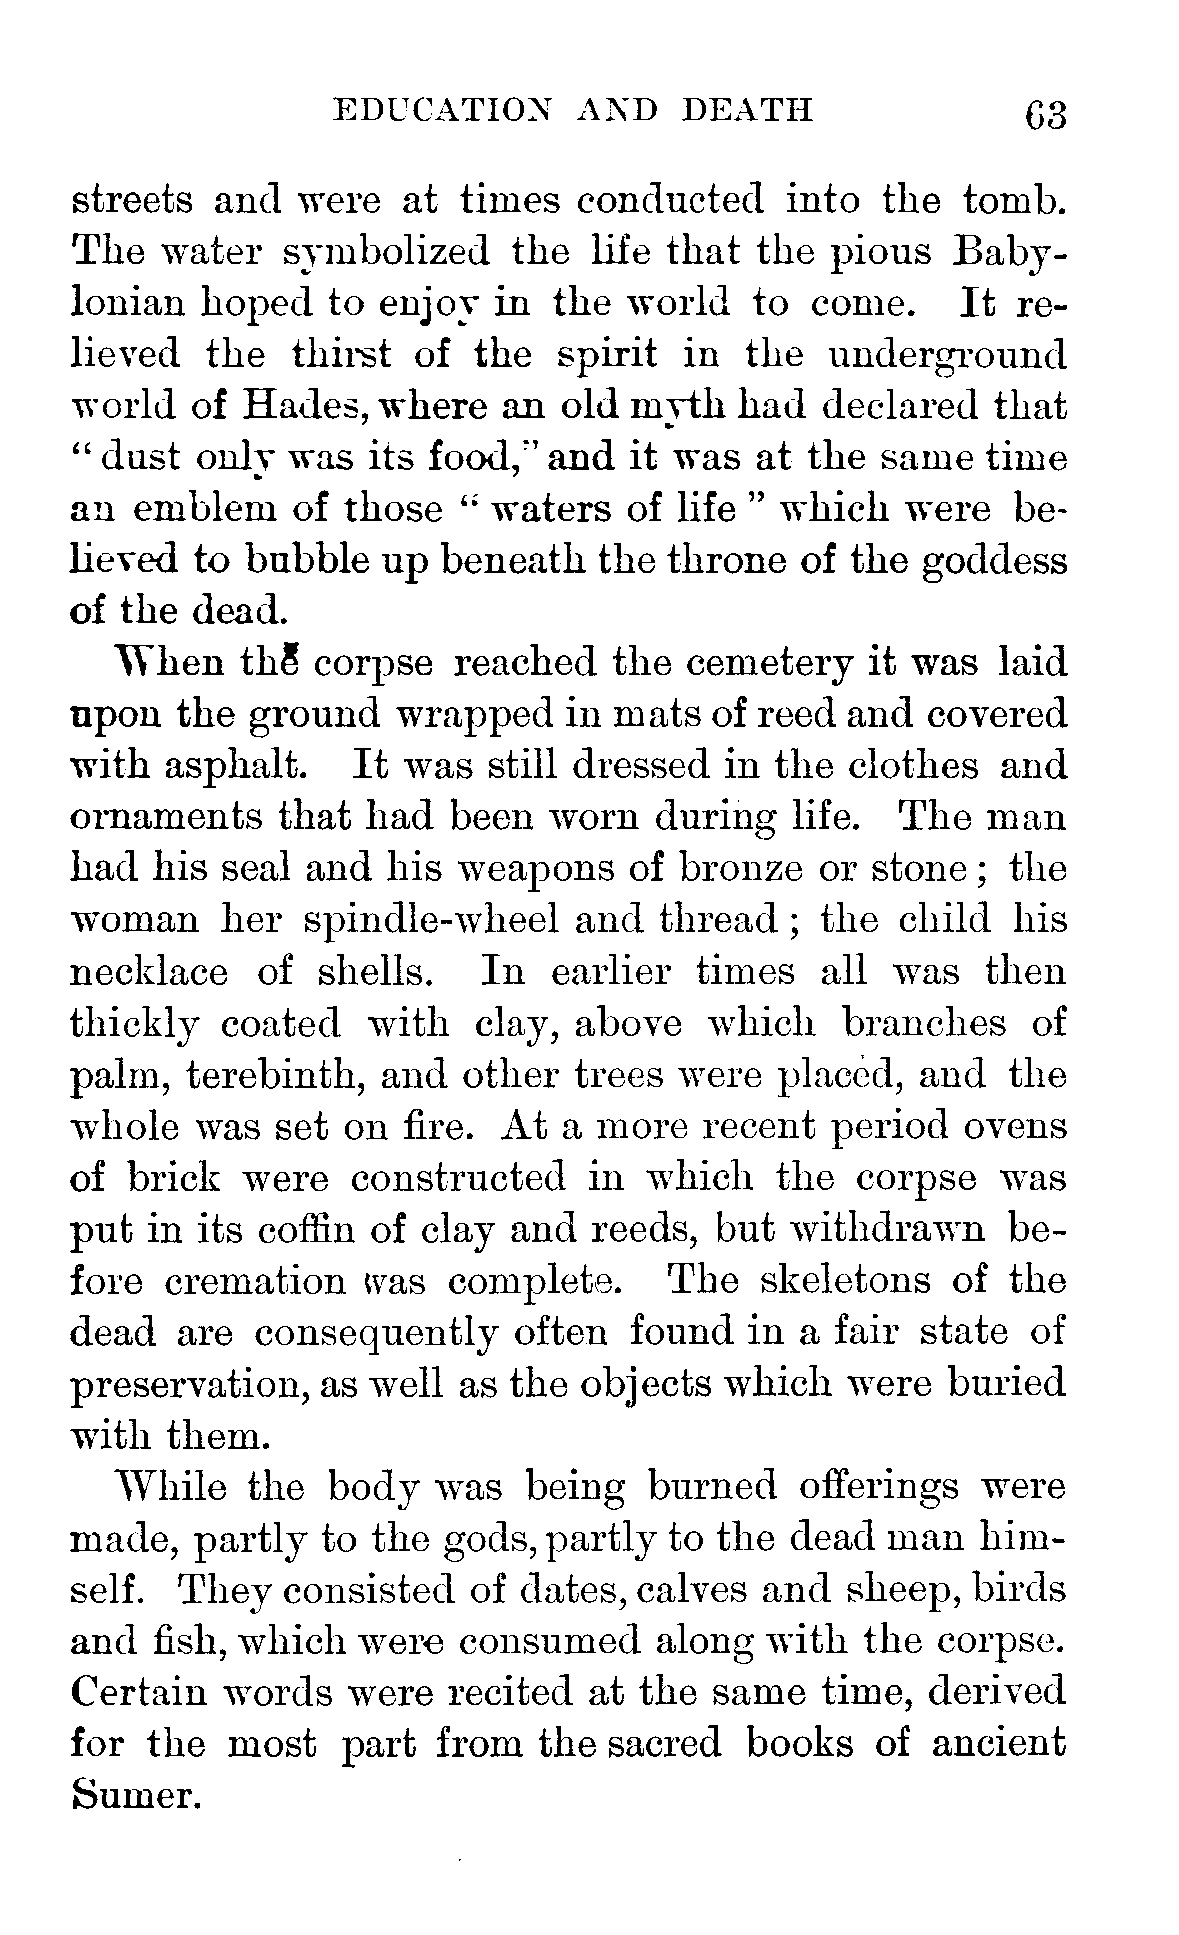 EDUCATION AND DEATH 63
streets and were at times conducted into the tomb.
The water symbolized the life that the pious Baby-
lonian hoped to enjoy in the world to come. It re-
lieved the thirst of the spirit in the underground
world of Hades, where an old myth had declared that
“ dust only was its food,” and it was at the same time
an emblem of those “ waters of life ” which were be-
lieved to bubble up beneath the throne of the goddess
of the dead.
When the corpse reached the cemetery it was laid
upon the ground wrapped in mats of reed and covered
with asphalt. It was still dressed in the clothes and
ornaments that had been worn during life. The man
had his seal and his weapons of bronze or stone ; the
woman her spindle-wheel and thread ; the child his
necklace of shells. In earlier times all was then
thickly coated with clay, above which branches of
palm, terebinth, and other trees were placed, and the
whole was set on fire. At a more recent period ovens
of brick were constructed in which the corpse was
put in its coffin of clay and reeds, but withdrawn be-
fore cremation was complete. The skeletons of the
dead are consequently often found in a fair state of
preservation, as well as the objects which were buried
with them.
While the body was being burned offerings were
made, partly to the gods, partly to the dead man him-
self. They consisted of dates, calves and sheep, birds
and fish, which were consumed along with the corpse.
Certain words were recited at the same time, derived
for the most part from the sacred books of ancient
Sumer.